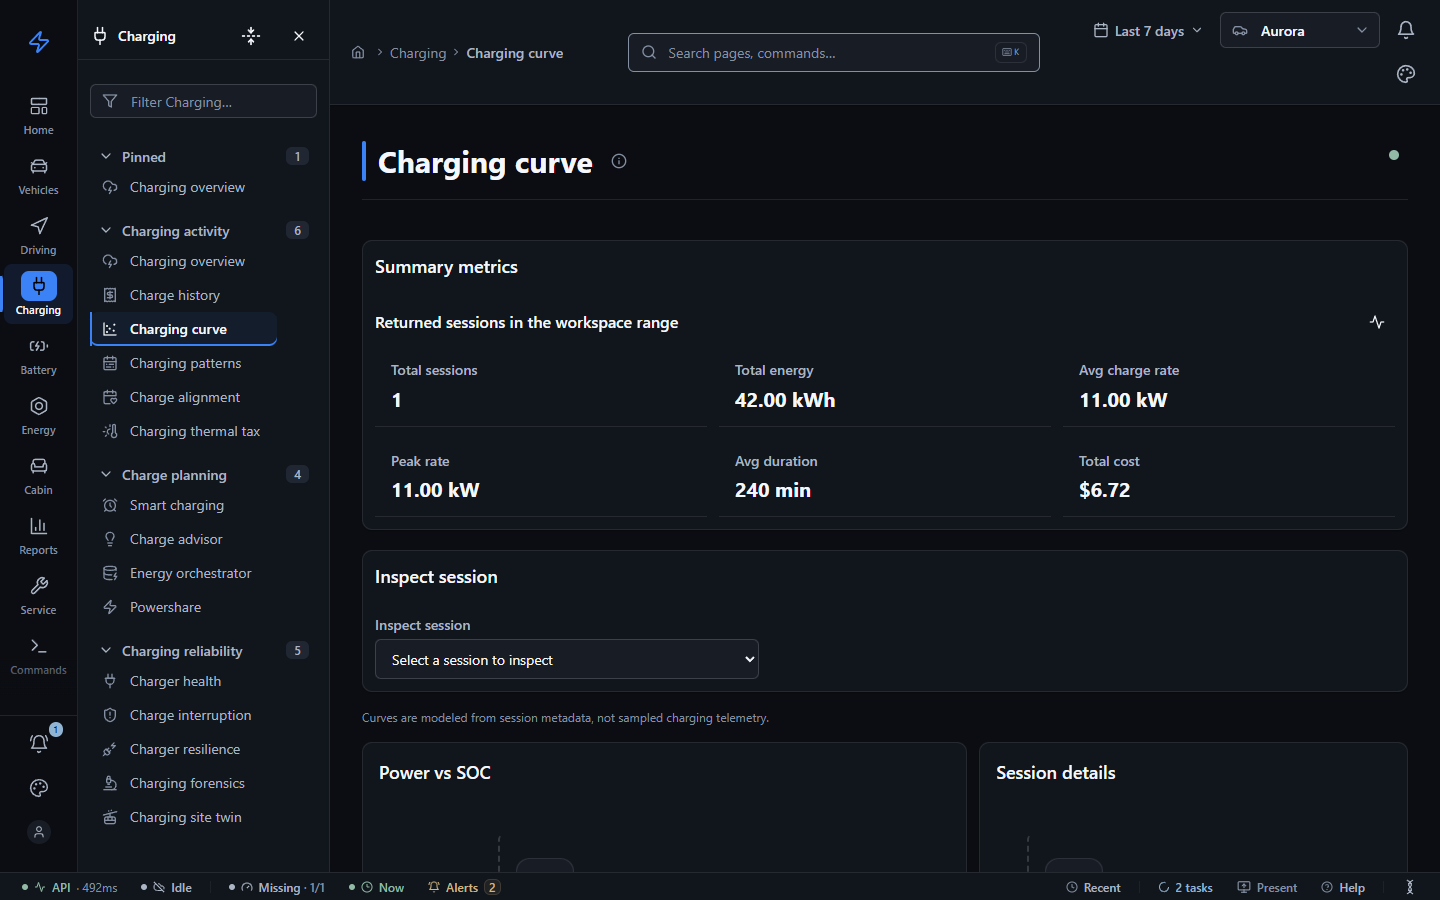 Charging
Charging
Charging curve
Search pages, commands...
K
Last 7 days
Aurora
Home
Vehicles
Driving
Charging
Battery
Energy
Cabin
Reports
Service
Commands
1
Filter Charging...
Pinned
1
Charging overview
Charging activity
6
Charging overview
Charge history
Charging curve
Charging patterns
Charge alignment
Charging thermal tax
Charge planning
4
Smart charging
Charge advisor
Energy orchestrator
Powershare
Charging reliability
5
Charger health
Charge interruption
Charger resilience
Charging forensics
Charging site twin
Charging curve
Summary metrics
Returned sessions in the workspace range
Total sessions
1
Total energy
42.00 kWh
Avg charge rate
11.00 kW
Peak rate
11.00 kW
Avg duration
240 min
Total cost
$6.72
Inspect session
Inspect session
Select a session to inspect
Curves are modeled from session metadata, not sampled charging telemetry.
Power vs SOC
Session details
API · 492ms
Idle
Missing · 1/1
Now
Alerts 2
Recent
2 tasks
Present
Help